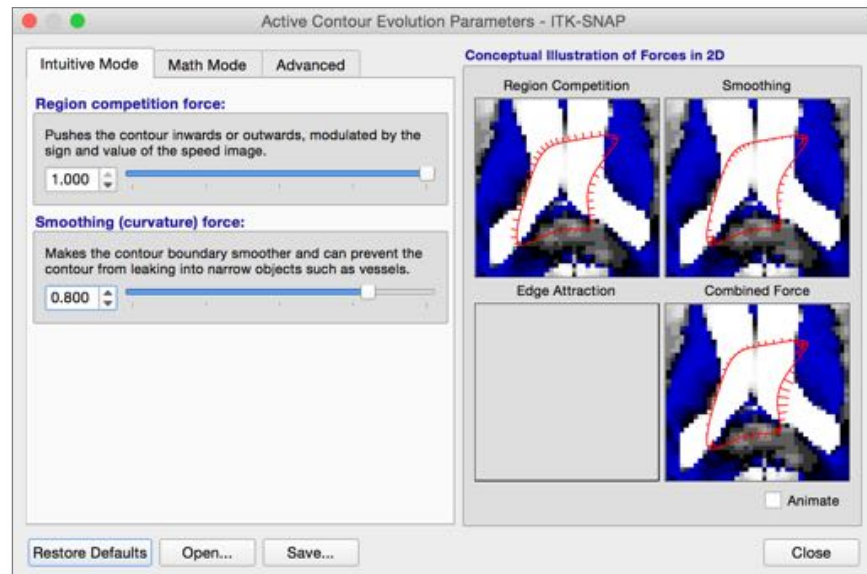 Active Contour Evolution Parameters - ITK-SNAP
Intuitive Mode
Math Mode
Advanced
Region competition force:
Pushes the contour inwards or outwards, modulated by the
sign and value of the speed image.
1.000
Smoothing (curvature) force:
Makes the contour boundary smoother and can prevent the
contour from leaking into narrow objects such as vessels.
0.800
Conceptual Illustration of Forces in 2D
Region Competition
Smoothing
Edge Attraction
Combined Force
Animate
Restore Defaults
Open...
Save...
Close